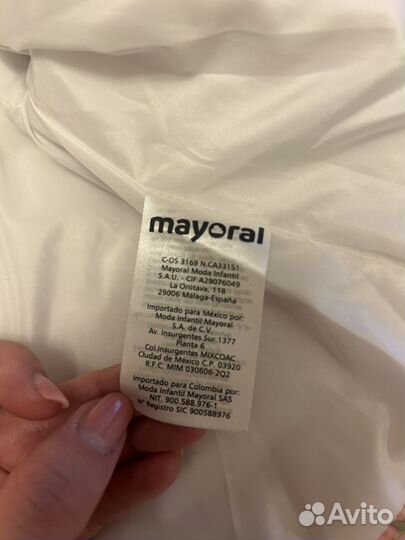 mayoral
C-OS 3169 N.CA33151
Mayoral Moda Infantil
S.A.U. - CIF A29076049
La Orotava, 118
29006 Málaga-España
Importado para México por:
Moda Infantil Mayoral
S.A. de C.V.
Av. Insurgentes Sur 1377
Planta 6
Col.Insurgentes MIXCOAC
Ciudad de México C.P. 03920
R.F.C. MIM 030606-2Q2
Importado para Colombia por:
Moda Infantil Mayoral SAS
NIT. 900.588.976-1
Nº Registro SIC 900588976
Avito